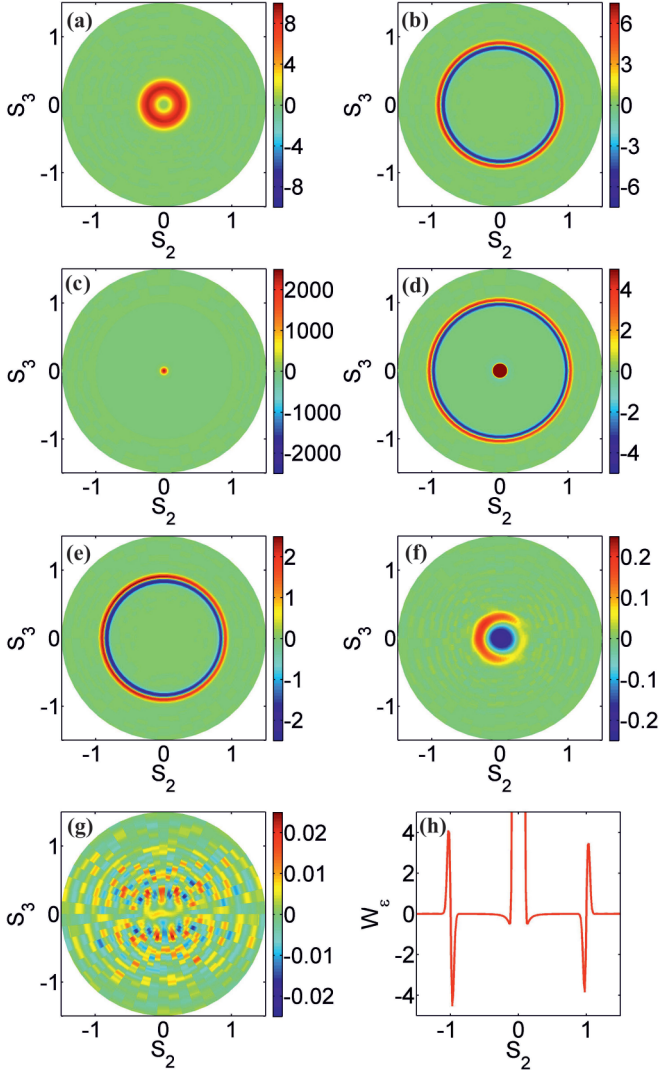 (a)
1
0
-1
S3
-1 0 1
S2
8
4
0
-4
-8
(b)
1
0
-1
S3
-1 0 1
S2
6
3
0
-3
-6
(c)
1
0
-1
S3
-1 0 1
S2
2000
1000
0
-1000
-2000
(d)
1
0
-1
S3
-1 0 1
S2
4
2
0
-2
-4
(e)
1
0
-1
S3
-1 0 1
S2
2
1
0
-1
-2
(f)
1
0
-1
S3
-1 0 1
S2
0.2
0.1
0
-0.1
-0.2
(g)
1
0
-1
S3
-1 0 1
S2
0.02
0.01
0
-0.01
-0.02
(h)
4
2
0
-2
-4
Wε
-1 0 1
S2